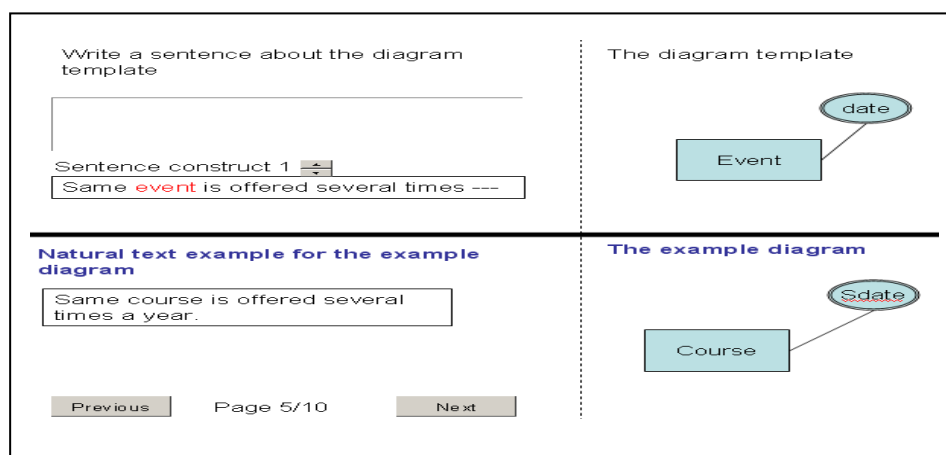 Write a sentence about the diagram
template
Sentence construct 1
Same event is offered several times ---
The diagram template
date
Event
Natural text example for the example
diagram
Same course is offered several
times a year.
Previous
Page 5/10
Next
The example diagram
Sdate
Course